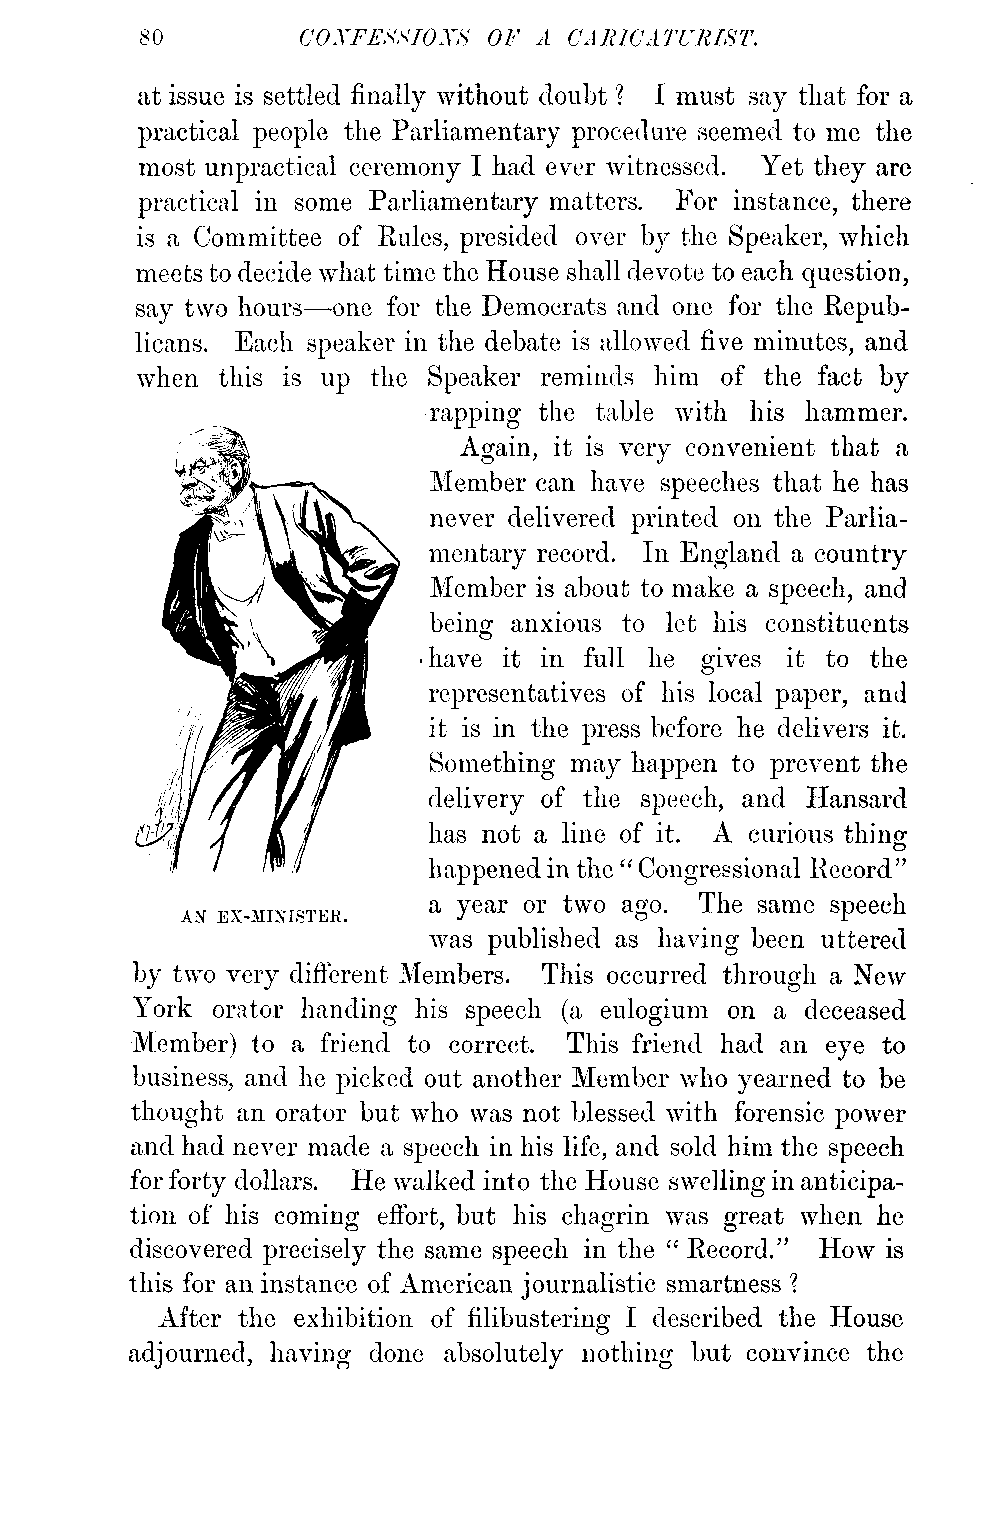 80 CONFESSIONS OF A CARICATURIST.
at issue is settled finally without doubt? I must say that for a
practical people the Parliamentary procedure seemed to me the
most unpractical ceremony I had ever witnessed. Yet they are
practical in some Parliamentary matters. For instance, there
is a Committee of Rules, presided over by the Speaker, which
meets to decide what time the House shall devote to each question,
say two hours—one for the Democrats and one for the Repub-
licans. Each speaker in the debate is allowed five minutes, and
when this is up the Speaker reminds him of the fact by
rapping the table with his hammer.
Again, it is very convenient that a
Member can have speeches that he has
never delivered printed on the Parlia-
mentary record. In England a country
Member is about to make a speech, and
being anxious to let his constituents
have it in full he gives it to the
representatives of his local paper, and
it is in the press before he delivers it.
Something may happen to prevent the
delivery of the speech, and Hansard
has not a line of it. A curious thing
happened in the "Congressional Record"
a year or two ago. The same speech
was published as having been uttered
AN EX-MINISTER.
by two very different Members. This occurred through a New
York orator handing his speech (a eulogium on a deceased
Member) to a friend to correct. This friend had an eye to
business, and he picked out another Member who yearned to be
thought an orator but who was not blessed with forensic power
and had never made a speech in his life, and sold him the speech
for forty dollars. He walked into the House swelling in anticipa-
tion of his coming effort, but his chagrin was great when he
discovered precisely the same speech in the "Record." How is
this for an instance of American journalistic smartness?
After the exhibition of filibustering I described the House
adjourned, having done absolutely nothing but convince the